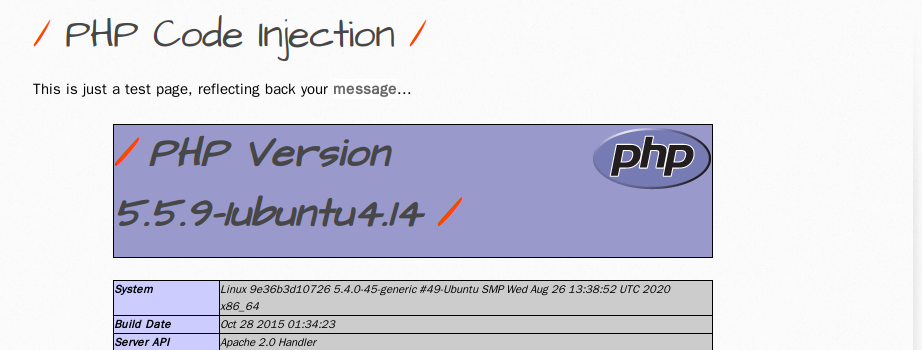 / PHP Code Injection /
This is just a test page, reflecting back your message...
/ PHP Version
php
5.5.9-1ubuntu4.14 /
System Linux 9e36b3d10726 5.4.0-45-generic #49-Ubuntu SMP Wed Aug 26 13:38:52 UTC 2020
x86_64
Build Date Oct 28 2015 01:34:23
Server API Apache 2.0 Handler